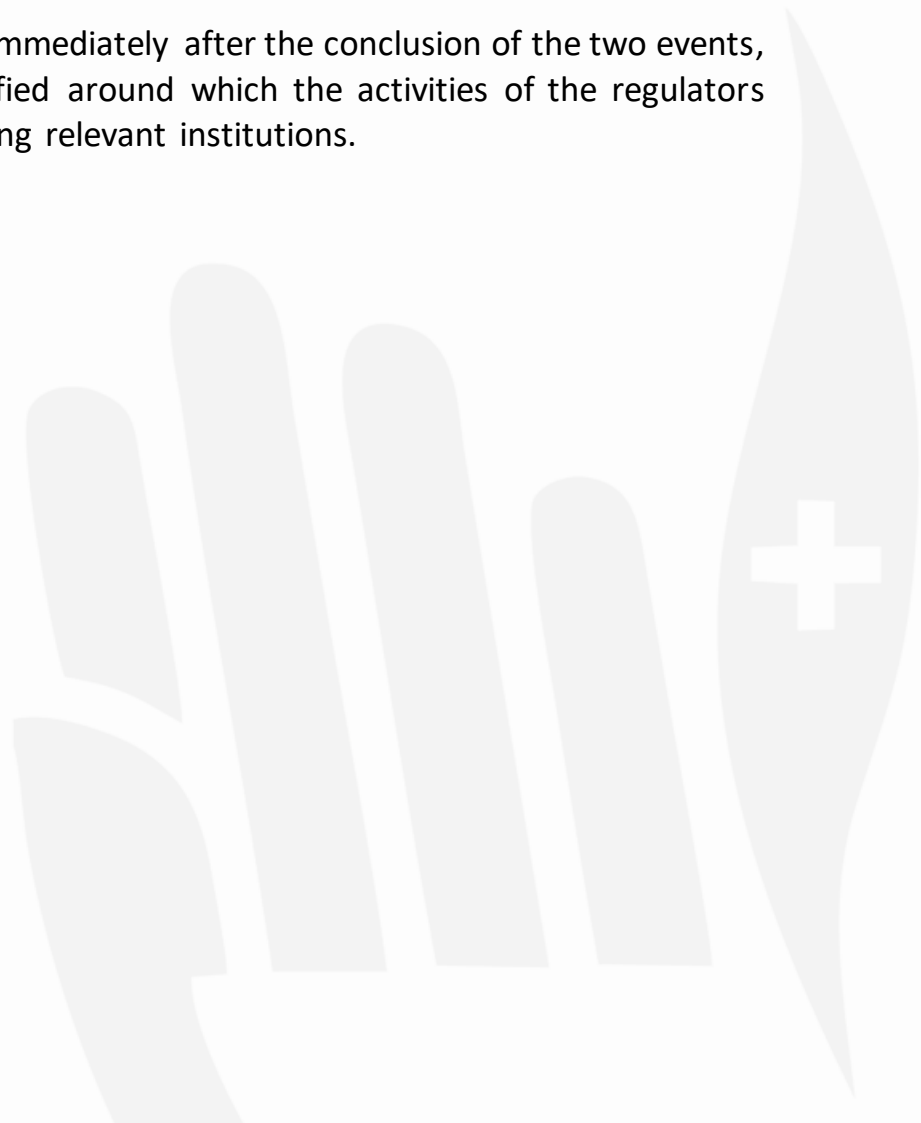 mmediately after the conclusion of the two events,
fied around which the activities of the regulators
ng relevant institutions.